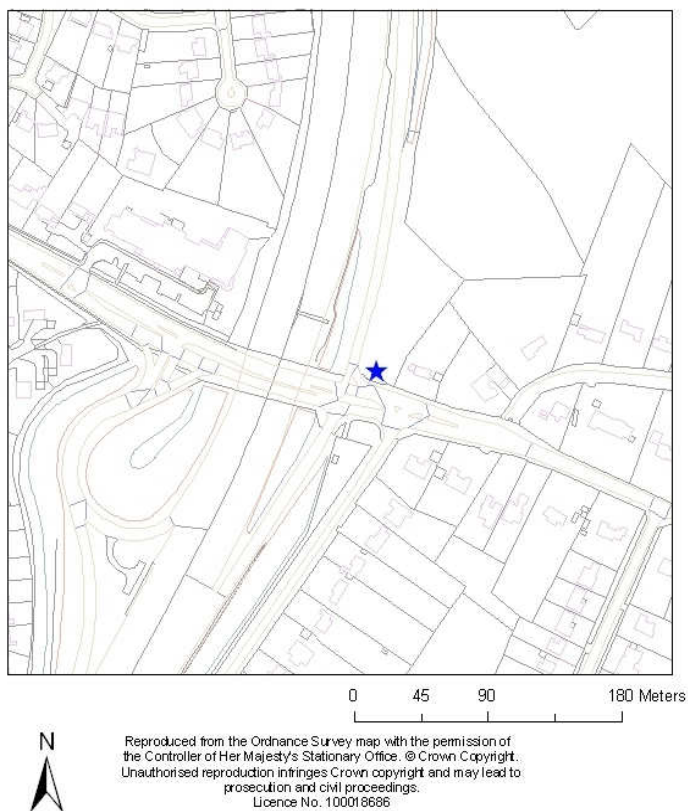 0 45 90 180 Meters
N
Reproduced from the Ordnance Survey map with the permission of
the Controller of Her Majesty's Stationary Office. © Crown Copyright.
Unauthorised reproduction infringes Crown copyright and may lead to
prosecution and civil proceedings.
Licence No. 100018686